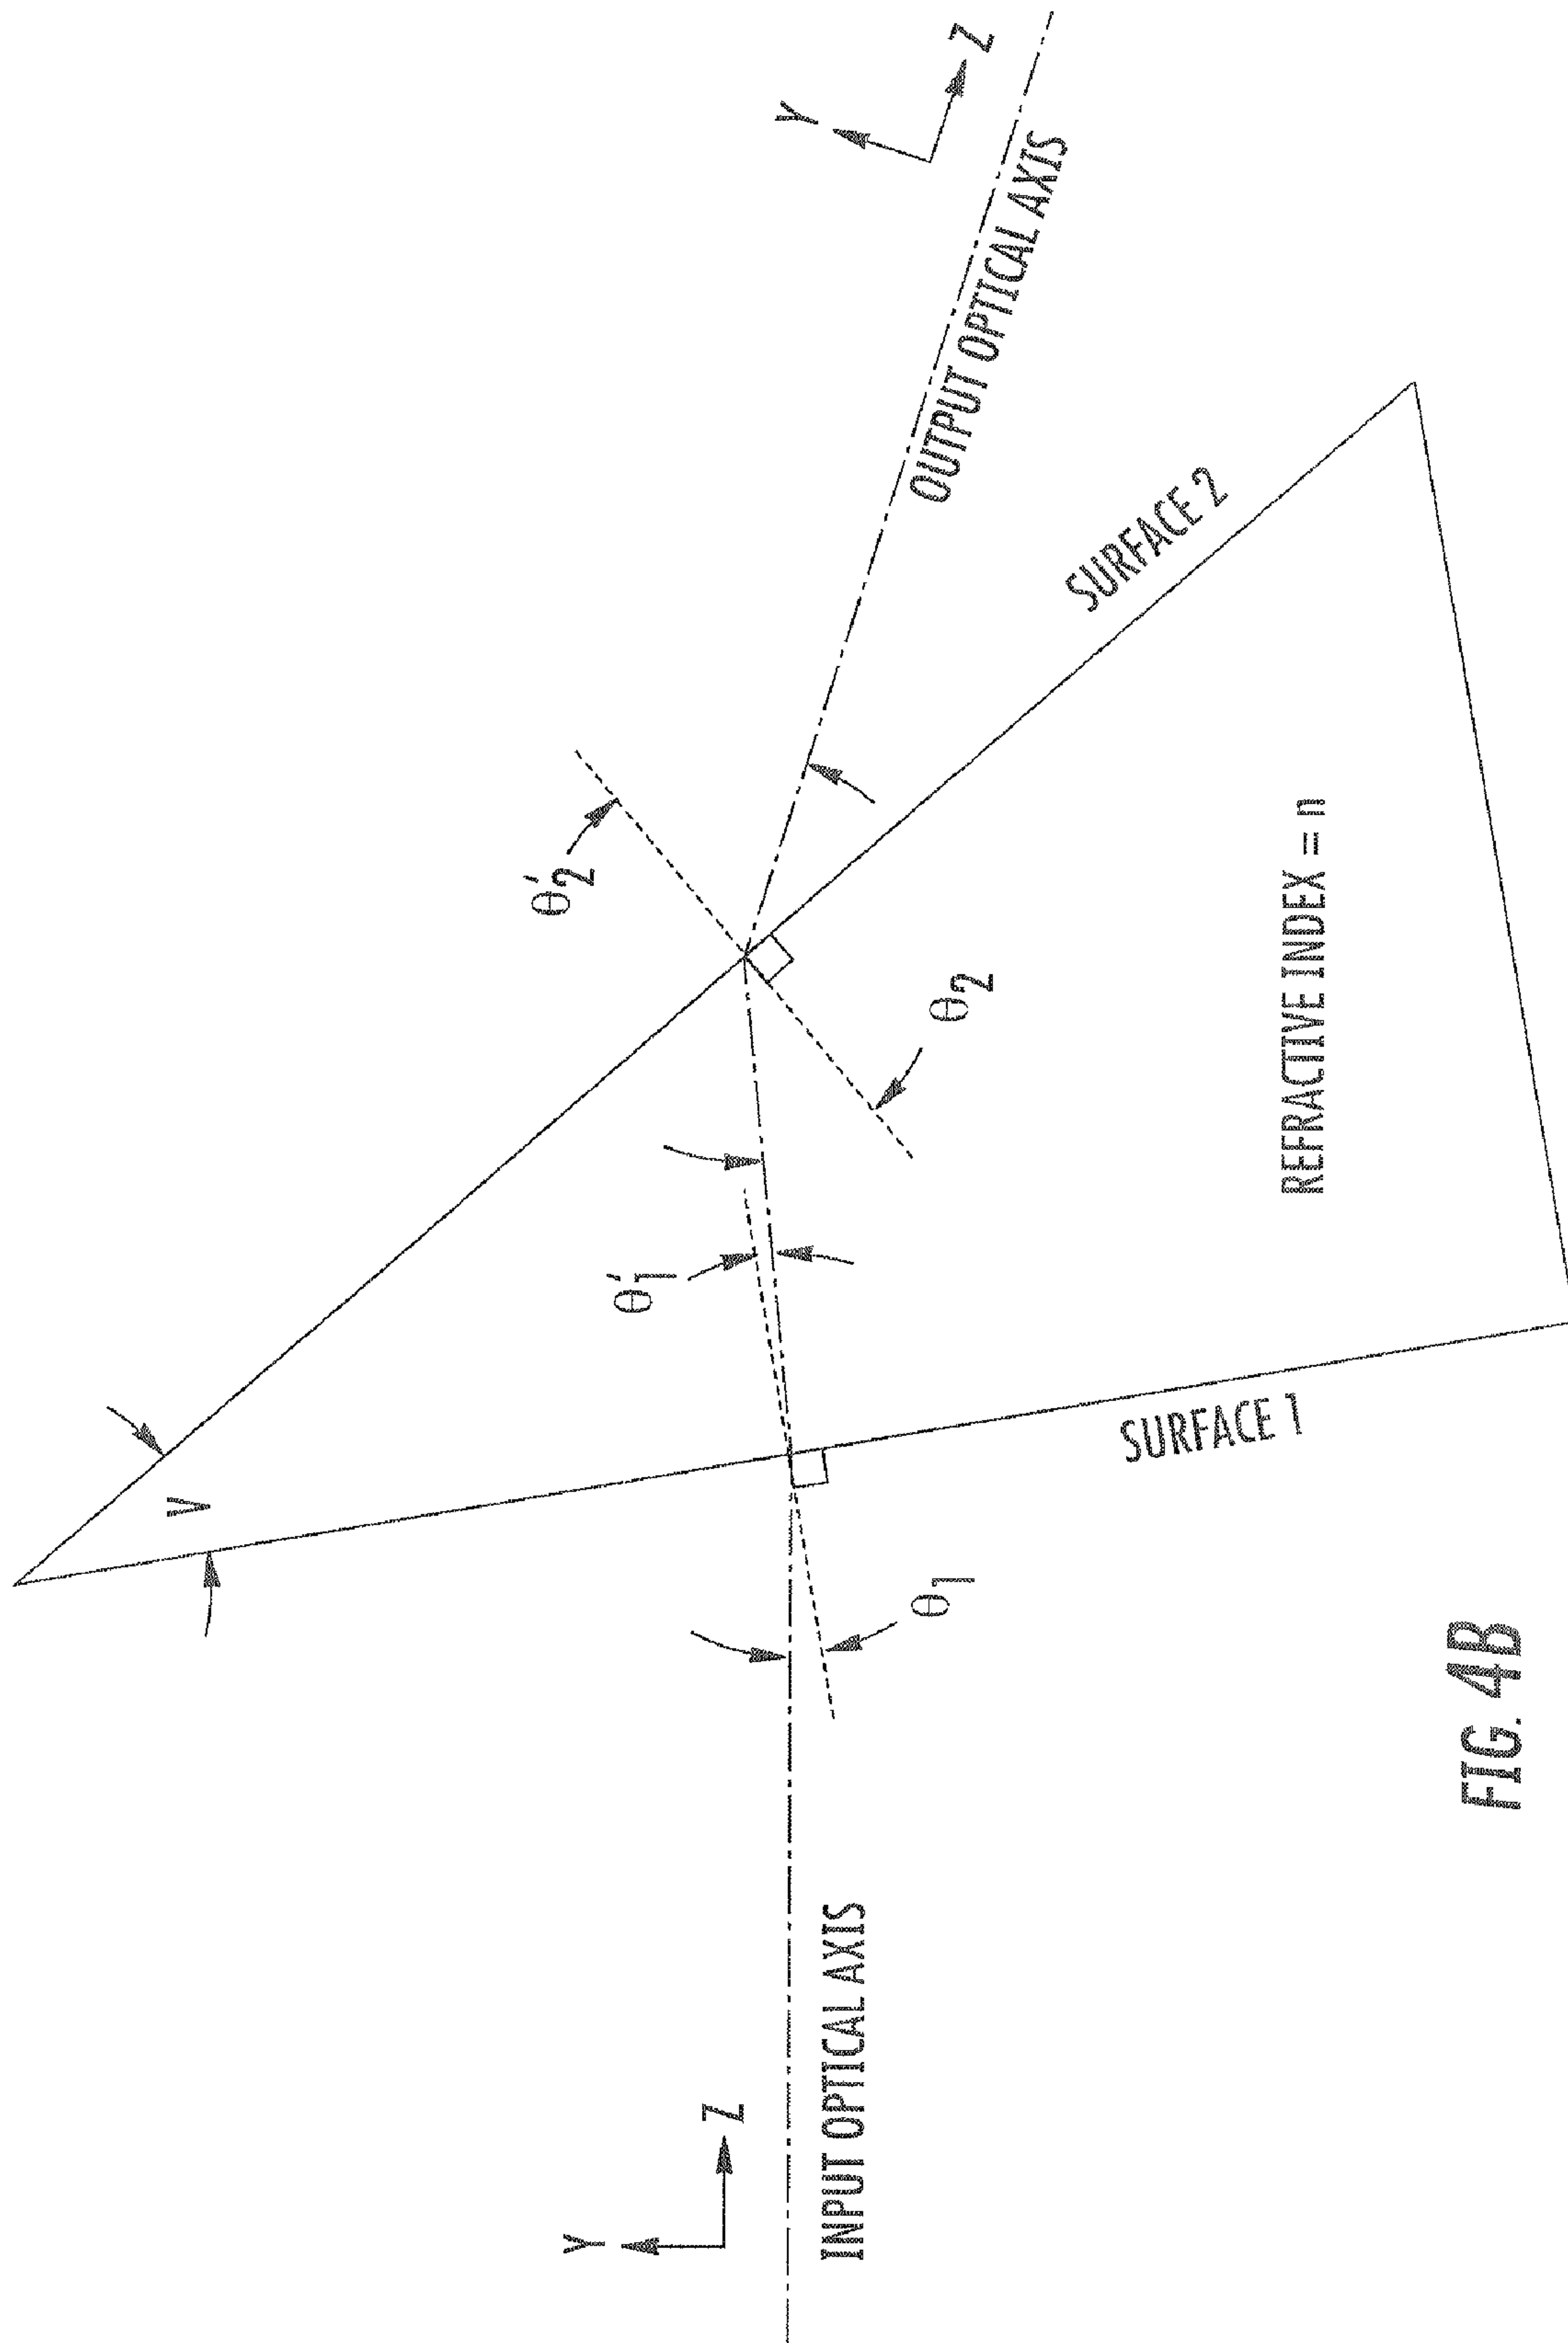 Y
Z
INPUT OPTICAL AXIS
V
θ1
θ'1
SURFACE 1
θ2
θ'2
REFRACTIVE INDEX = n
SURFACE 2
OUTPUT OPTICAL AXIS
Y
Z
FIG. 4B